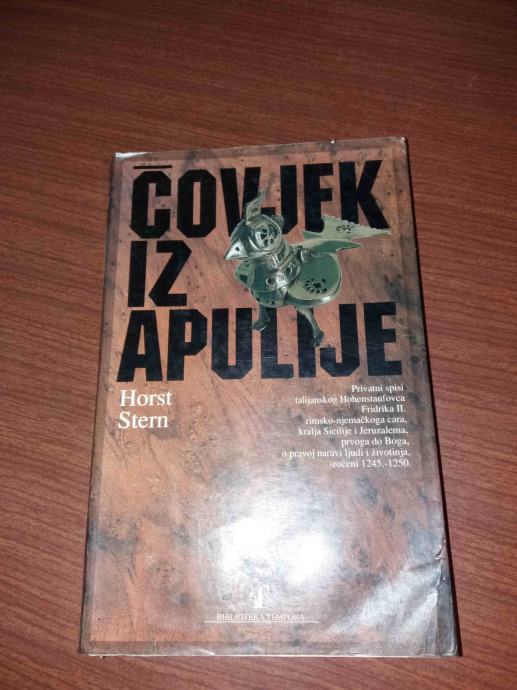 ČOVJEK
IZ
APULIJE
Horst
Stern
Privatni spisi
talijanskog Hohenstaufovca
Fridrika II.
rimsko-njemačkoga cara,
kralja Sicilije i Jeruzalema,
prvoga do Boga,
o pravoj naravi ljudi i životinja,
sročeni 1245.-1250.
BIBLIOTEKA TEMPORA